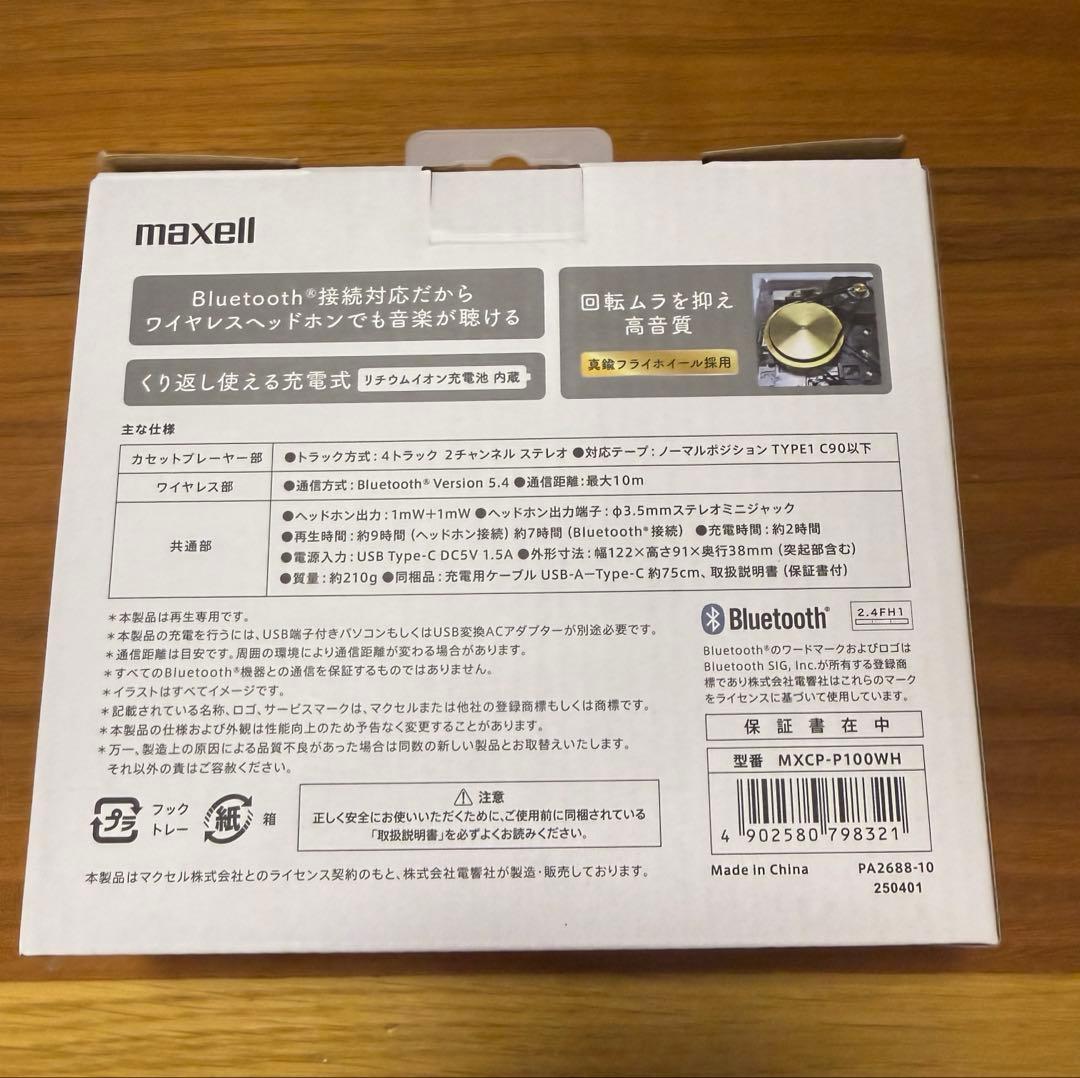 maxell
Bluetooth®接続対応だから
ワイヤレスヘッドホンでも音楽が聴ける
くり返し使える充電式 リチウムイオン充電池 内蔵
回転ムラを抑え
高音質
真鍮フライホイール採用
主な仕様
カセットプレーヤー部 ●トラック方式:4トラック 2チャンネル ステレオ ●対応テープ:ノーマルポジション TYPE1 C90以下
ワイヤレス部 ●通信方式:Bluetooth® Version 5.4 ●通信距離:最大10m
共通部
●ヘッドホン出力:1mW+1mW ●ヘッドホン出力端子:φ3.5mmステレオミニジャック
●再生時間:約9時間(ヘッドホン接続)約7時間(Bluetooth®接続) ●充電時間:約2時間
●電源入力:USB Type-C DC5V 1.5A ●外形寸法:幅122×高さ91×奥行38mm(突起部含む)
●質量:約210g ●同梱品:充電用ケーブル USB-A-Type-C 約75cm、取扱説明書(保証書付)
＊本製品は再生専用です。
＊本製品の充電を行うには、USB端子付きパソコンもしくはUSB変換ACアダプターが別途必要です。
＊通信距離は目安です。周囲の環境により通信距離が変わる場合があります。
＊すべてのBluetooth®機器との通信を保証するものではありません。
＊イラストはすべてイメージです。
＊記載されている名称、ロゴ、サービスマークは、マクセルまたは他社の登録商標もしくは商標です。
＊本製品の仕様および外観は性能向上のため予告なく変更することがあります。
＊万一、製造上の原因による品質不良があった場合は同数の新しい製品とお取替えいたします。
それ以外の責はご容赦ください。
Bluetooth®
2.4FH1
Bluetooth®のワードマークおよびロゴは
Bluetooth SIG, Inc.が所有する登録商
標であり株式会社電響社はこれらのマーク
をライセンスに基づいて使用しています。
保証書在中
型番 MXCP-P100WH
4 902580 798321
Made in China PA2688-10
250401
プラ
フック
トレー
紙
箱
注意
正しく安全にお使いいただくために、ご使用前に同梱されている
「取扱説明書」を必ずよくお読みください。
本製品はマクセル株式会社とのライセンス契約のもと、株式会社電響社が製造・販売しております。